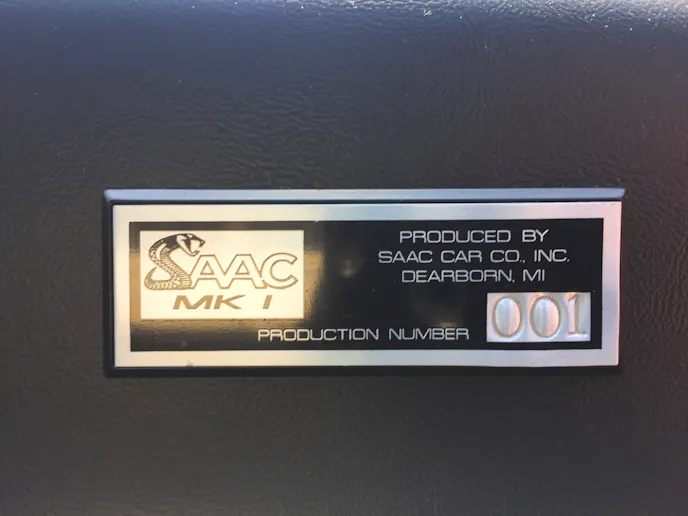 SAAC
MK I
PRODUCED BY
SAAC CAR CO., INC.
DEARBORN, MI
PRODUCTION NUMBER 001